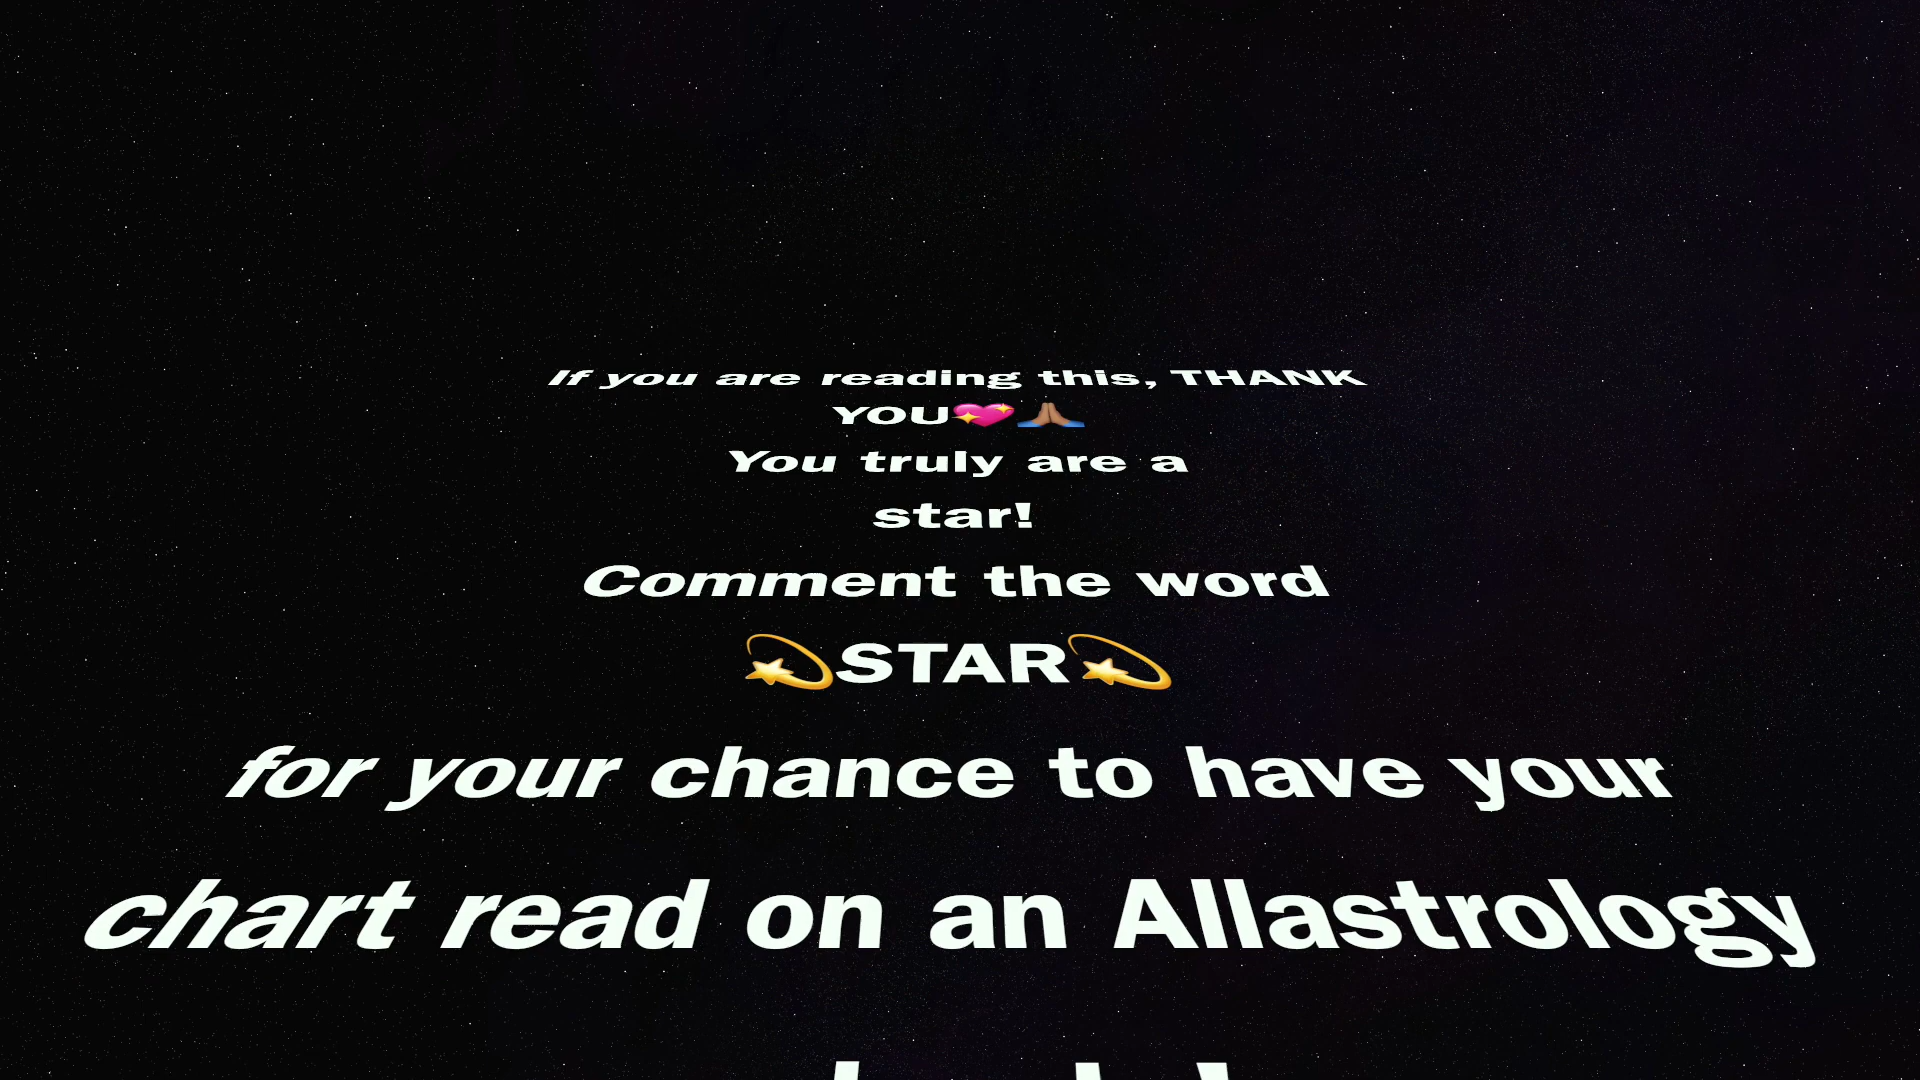 If you are reading this, THANK
YOU💖🙏🏽
You truly are a
star!
Comment the word
💫STAR💫
for your chance to have your
chart read on an Allastrology